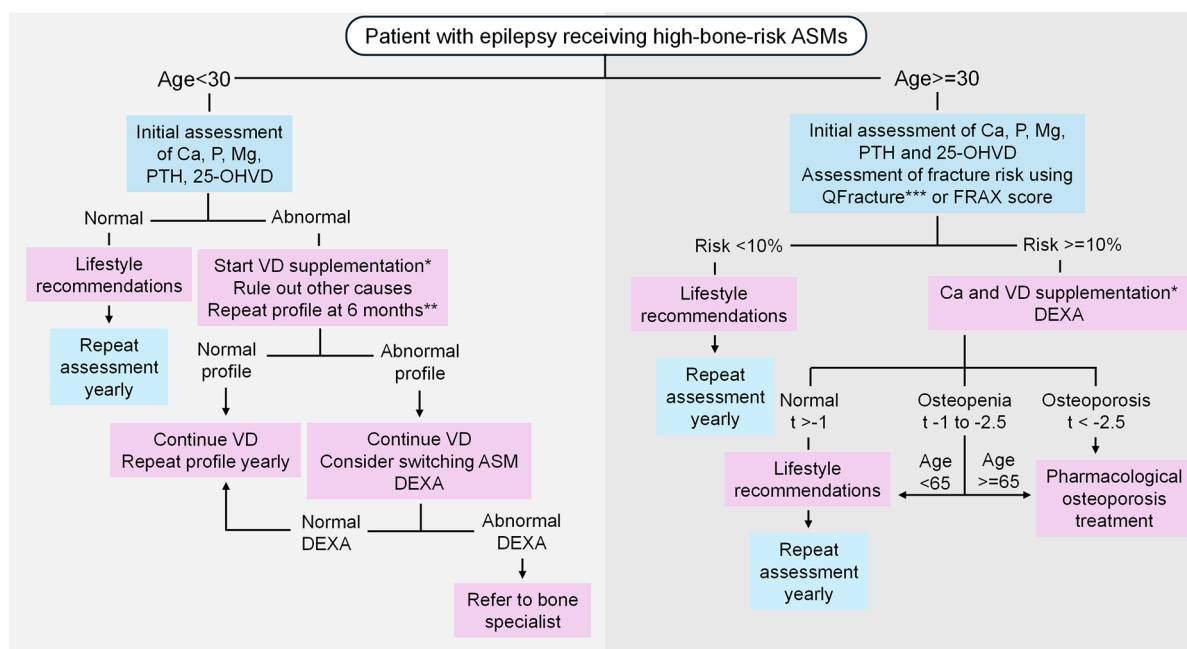 Patient with epilepsy receiving high-bone-risk ASMs
Age<30
Initial assessment
of Ca, P, Mg,
PTH, 25-OHVD
Normal
Abnormal
Lifestyle
recommendations
Repeat
assessment
yearly
Start VD supplementation*
Rule out other causes
Repeat profile at 6 months**
Normal
profile
Abnormal
profile
Continue VD
Repeat profile yearly
Continue VD
Consider switching ASM
DEXA
Normal
DEXA
Abnormal
DEXA
Refer to bone
specialist
Age>=30
Initial assessment of Ca, P, Mg,
PTH and 25-OHVD
Assessment of fracture risk using
QFracture*** or FRAX score
Risk <10%
Risk >=10%
Lifestyle
recommendations
Repeat
assessment
yearly
Ca and VD supplementation*
DEXA
Normal
t >-1
Osteopenia
t -1 to -2.5
Osteoporosis
t < -2.5
Age
<65
Age
>=65
Lifestyle
recommendations
Repeat
assessment
yearly
Pharmacological
osteoporosis
treatment